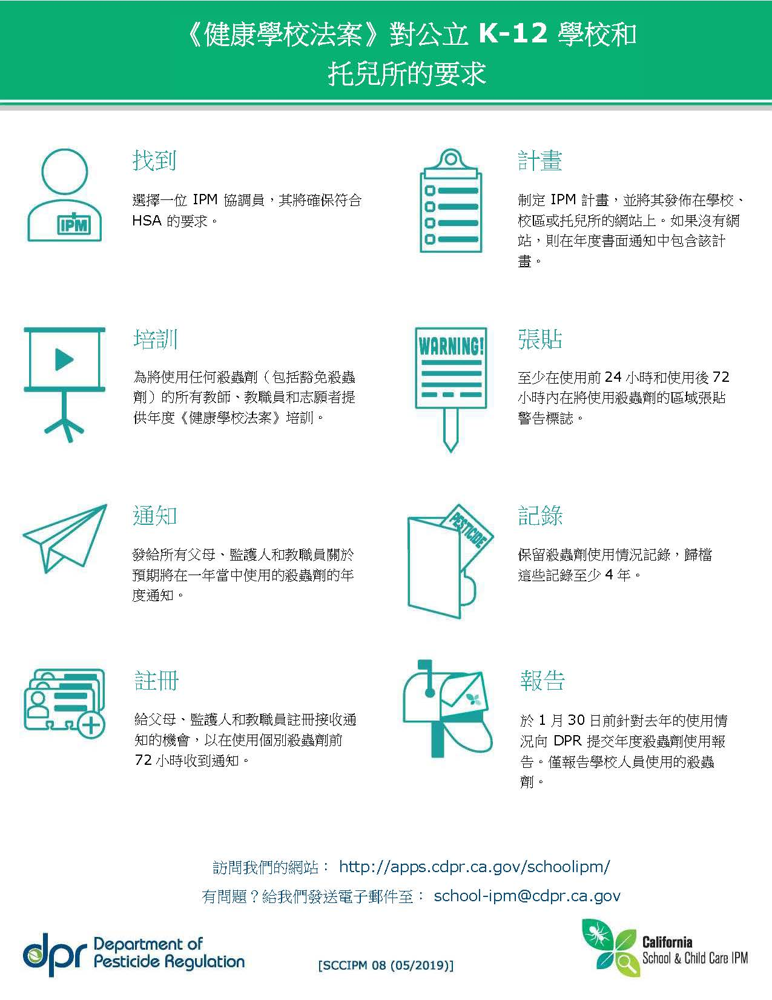 《健康學校法案》對公立 K-12 學校和
托兒所的要求
找到
選擇一位 IPM 協調員，其將確保符合
HSA 的要求。
IPM
計畫
制定 IPM 計畫，並將其發佈在學校、
校區或托兒所的網站上。如果沒有網
站，則在年度書面通知中包含該計
畫。
培訓
為將使用任何殺蟲劑（包括豁免殺蟲
劑）的所有教師、教職員和志願者提
供年度《健康學校法案》培訓。
WARNING!
張貼
至少在使用前 24 小時和使用後 72
小時內在將使用殺蟲劑的區域張貼
警告標誌。
通知
發給所有父母、監護人和教職員關於
預期將在一年當中使用的殺蟲劑的年
度通知。
PESTICIDE
記錄
保留殺蟲劑使用情況記錄，歸檔
這些記錄至少 4 年。
註冊
給父母、監護人和教職員註冊接收通
知的機會，以在使用個別殺蟲劑前
72 小時收到通知。
報告
於 1 月 30 日前針對去年的使用情
況向 DPR 提交年度殺蟲劑使用報
告。僅報告學校人員使用的殺蟲
劑。
訪問我們的網站： http://apps.cdpr.ca.gov/schoolipm/
有問題？給我們發送電子郵件至： school-ipm@cdpr.ca.gov
dpr Department of
Pesticide Regulation
[SCCIPM 08 (05/2019)]
California
School & Child Care IPM